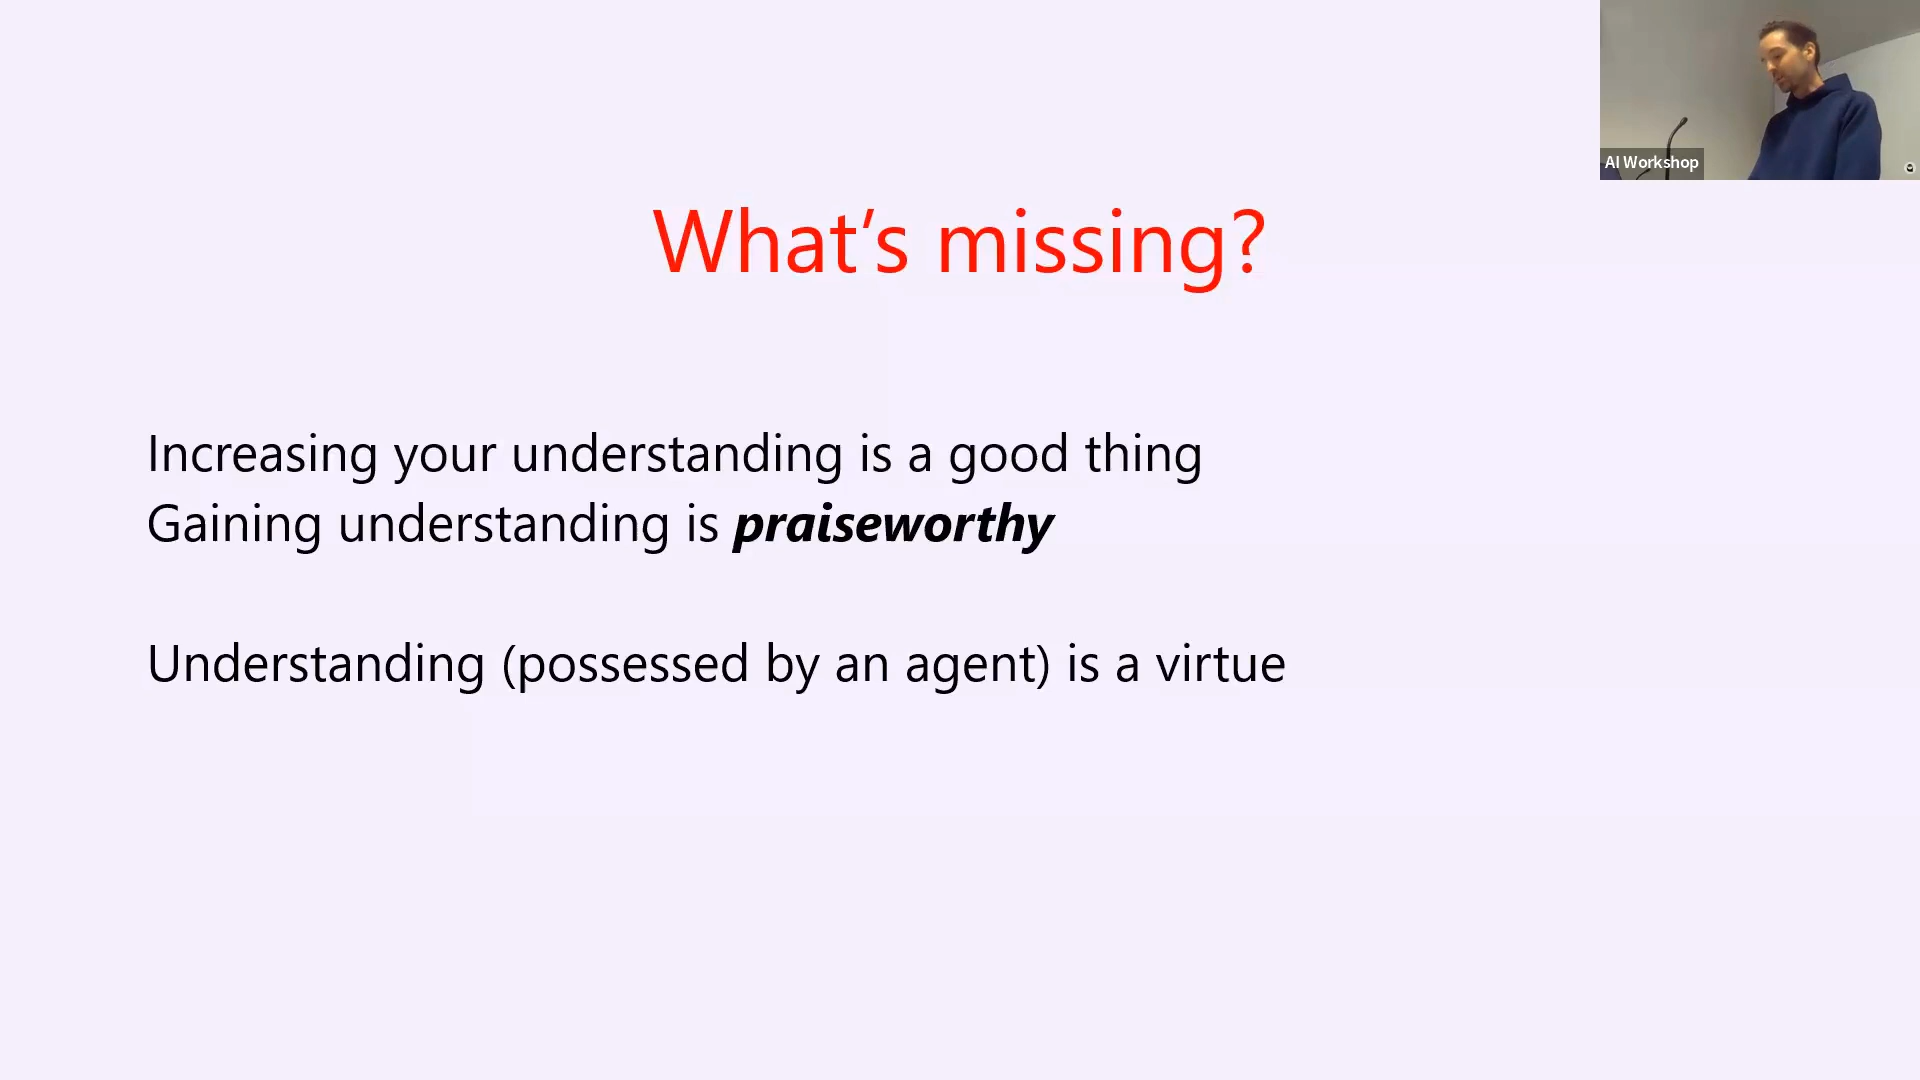 AI Workshop
What's missing?
Increasing your understanding is a good thing
Gaining understanding is praiseworthy
Understanding (possessed by an agent) is a virtue